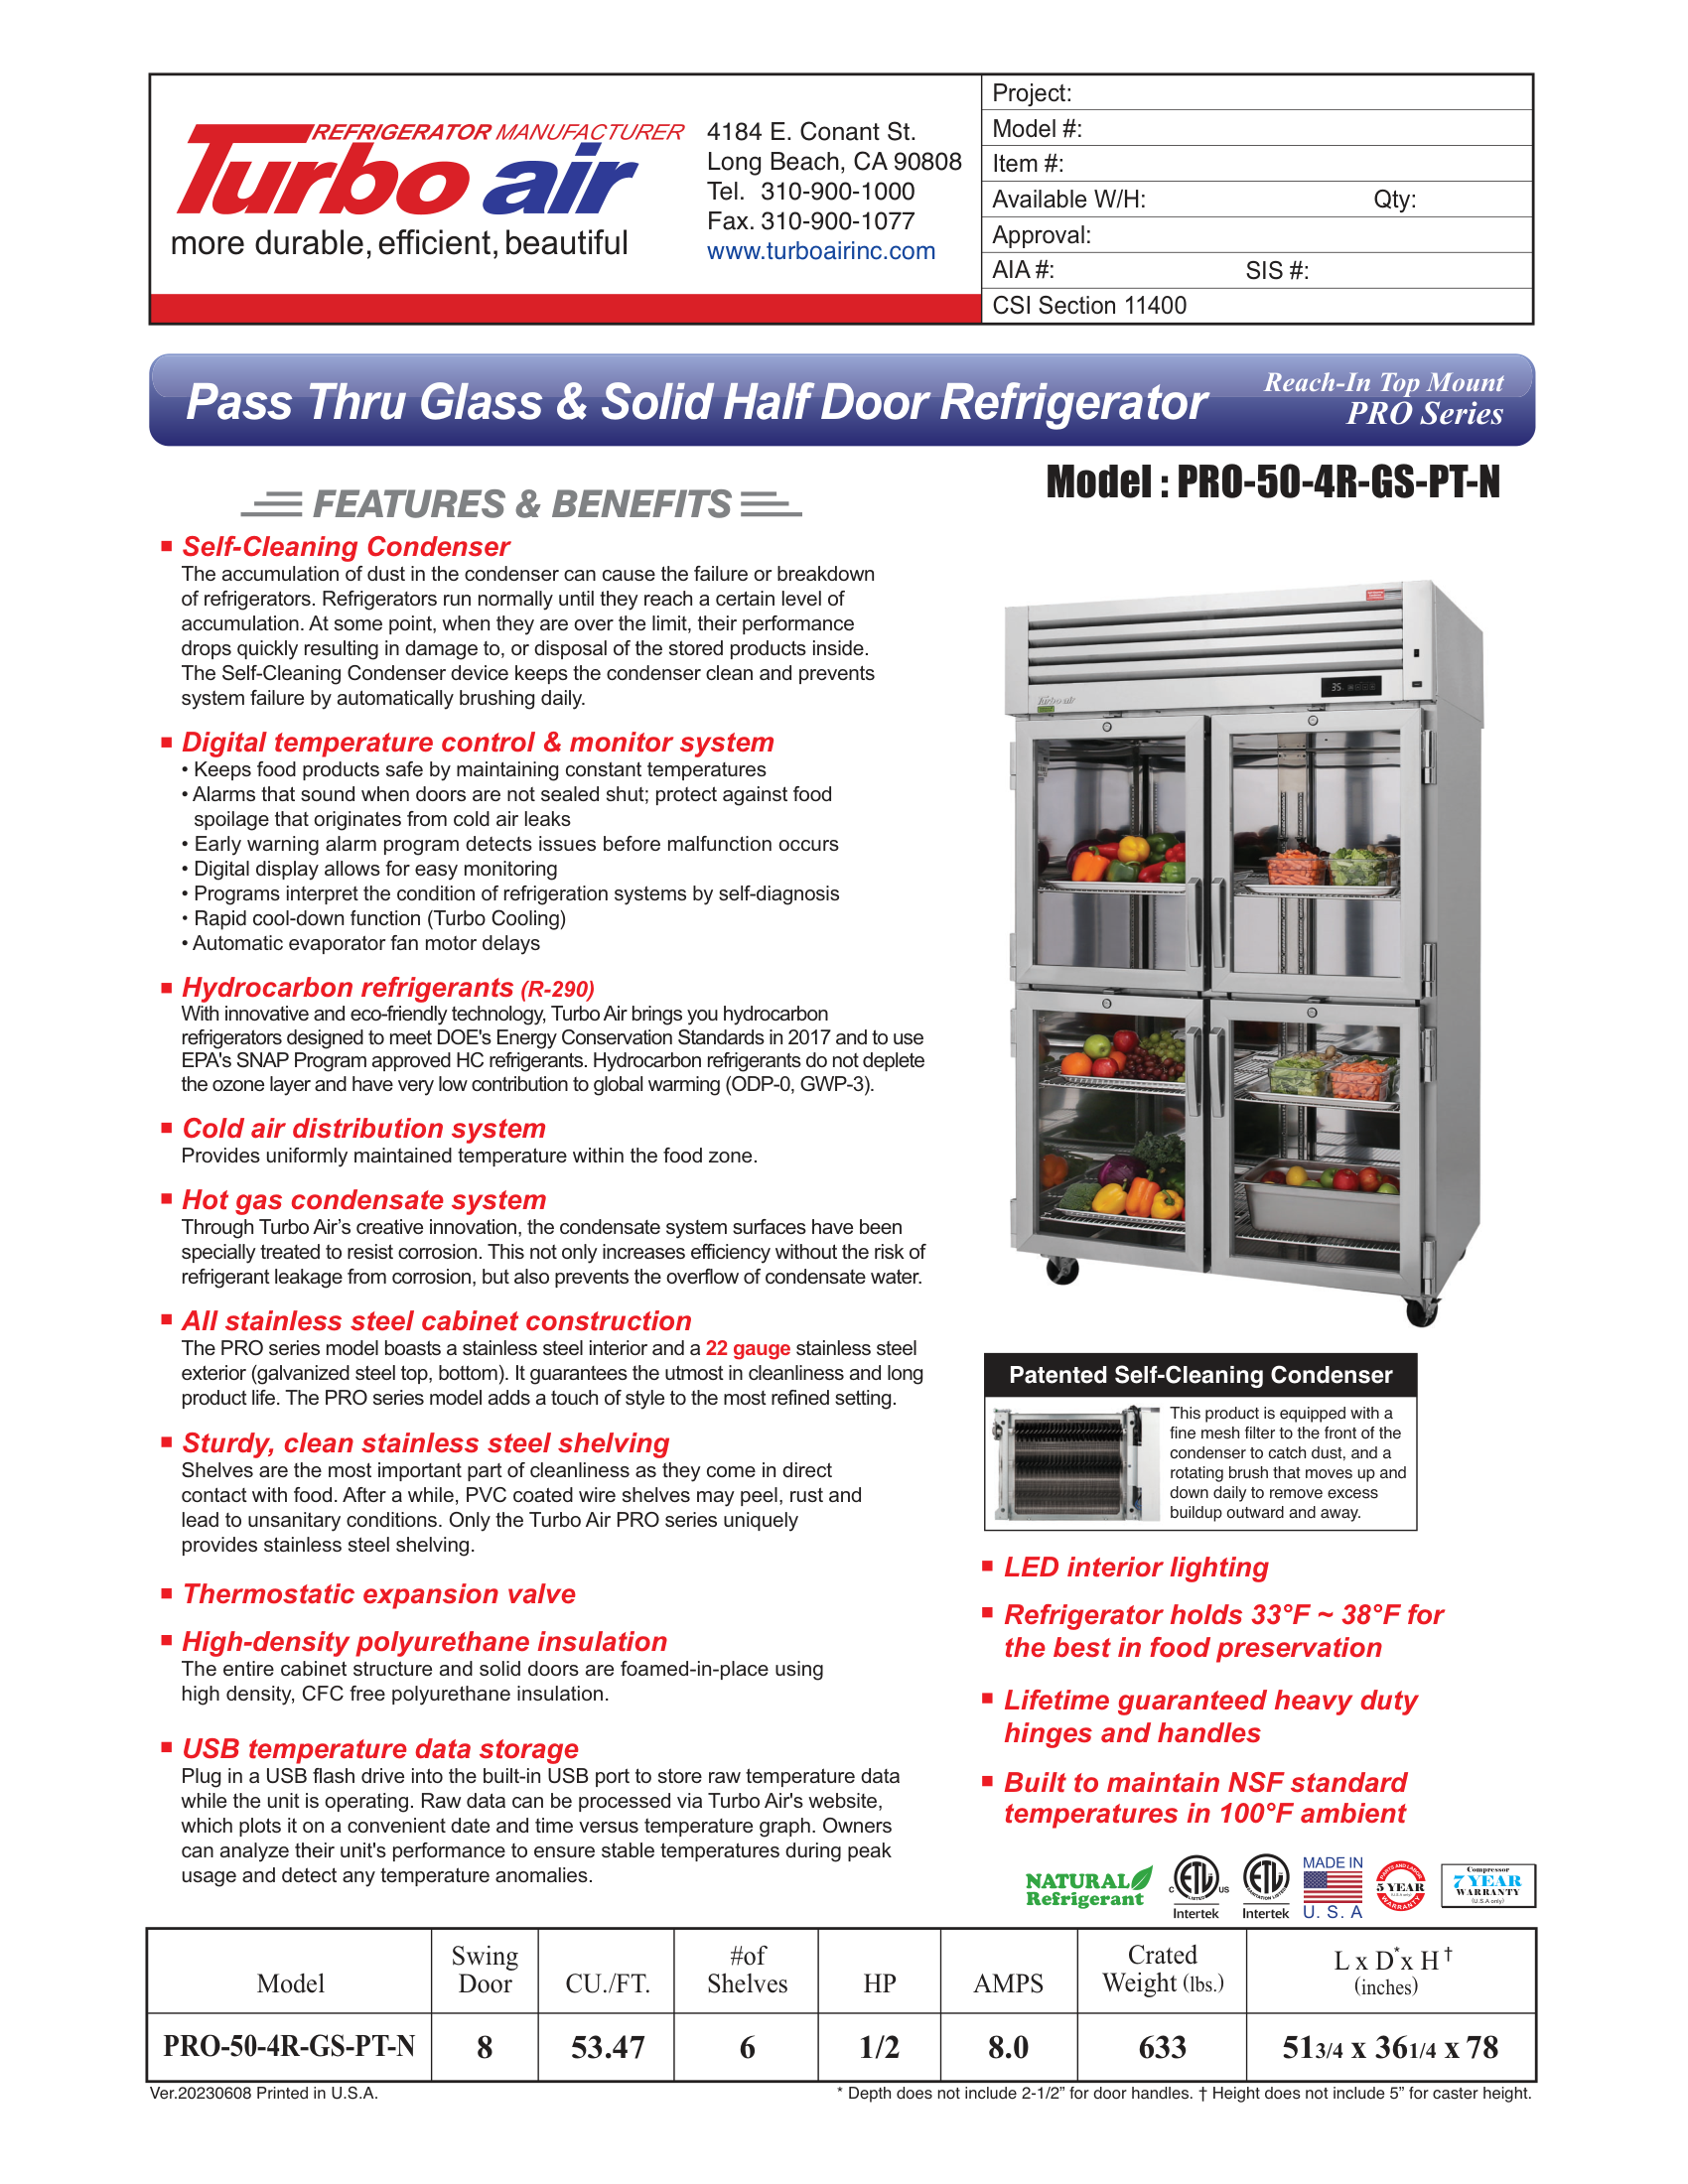 REFRIGERATOR MANUFACTURER
Turbo air
more durable, efficient, beautiful
4184 E. Conant St.
Long Beach, CA 90808
Tel. 310-900-1000
Fax. 310-900-1077
www.turboairinc.com
Project:
Model #:
Item #:
Available W/H: Qty:
Approval:
AIA #: SIS #:
CSI Section 11400
Pass Thru Glass & Solid Half Door Refrigerator
Reach-In Top Mount
PRO Series
Model : PRO-50-4R-GS-PT-N
FEATURES & BENEFITS
Self-Cleaning Condenser
The accumulation of dust in the condenser can cause the failure or breakdown
of refrigerators. Refrigerators run normally until they reach a certain level of
accumulation. At some point, when they are over the limit, their performance
drops quickly resulting in damage to, or disposal of the stored products inside.
The Self-Cleaning Condenser device keeps the condenser clean and prevents
system failure by automatically brushing daily.
Digital temperature control & monitor system
• Keeps food products safe by maintaining constant temperatures
• Alarms that sound when doors are not sealed shut; protect against food
spoilage that originates from cold air leaks
• Early warning alarm program detects issues before malfunction occurs
• Digital display allows for easy monitoring
• Programs interpret the condition of refrigeration systems by self-diagnosis
• Rapid cool-down function (Turbo Cooling)
• Automatic evaporator fan motor delays
Hydrocarbon refrigerants (R-290)
With innovative and eco-friendly technology, Turbo Air brings you hydrocarbon
refrigerators designed to meet DOE's Energy Conservation Standards in 2017 and to use
EPA's SNAP Program approved HC refrigerants. Hydrocarbon refrigerants do not deplete
the ozone layer and have very low contribution to global warming (ODP-0, GWP-3).
Cold air distribution system
Provides uniformly maintained temperature within the food zone.
Hot gas condensate system
Through Turbo Air’s creative innovation, the condensate system surfaces have been
specially treated to resist corrosion. This not only increases efficiency without the risk of
refrigerant leakage from corrosion, but also prevents the overflow of condensate water.
All stainless steel cabinet construction
The PRO series model boasts a stainless steel interior and a 22 gauge stainless steel
exterior (galvanized steel top, bottom). It guarantees the utmost in cleanliness and long
product life. The PRO series model adds a touch of style to the most refined setting.
Sturdy, clean stainless steel shelving
Shelves are the most important part of cleanliness as they come in direct
contact with food. After a while, PVC coated wire shelves may peel, rust and
lead to unsanitary conditions. Only the Turbo Air PRO series uniquely
provides stainless steel shelving.
Thermostatic expansion valve
High-density polyurethane insulation
The entire cabinet structure and solid doors are foamed-in-place using
high density, CFC free polyurethane insulation.
USB temperature data storage
Plug in a USB flash drive into the built-in USB port to store raw temperature data
while the unit is operating. Raw data can be processed via Turbo Air's website,
which plots it on a convenient date and time versus temperature graph. Owners
can analyze their unit's performance to ensure stable temperatures during peak
usage and detect any temperature anomalies.
35
Turbo air
Patented Self-Cleaning Condenser
This product is equipped with a
fine mesh filter to the front of the
condenser to catch dust, and a
rotating brush that moves up and
down daily to remove excess
buildup outward and away.
LED interior lighting
Refrigerator holds 33°F ~ 38°F for
the best in food preservation
Lifetime guaranteed heavy duty
hinges and handles
Built to maintain NSF standard
temperatures in 100°F ambient
NATURAL
Refrigerant
C ETL US
LISTED
Intertek
ETL
SANITATION LISTED
Intertek
MADE IN
U. S. A
PARTS AND LABOR
5 YEAR
(U.S.A only)
WARRANTY
Compressor
7 YEAR
WARRANTY
(U.S.A only)
Model Swing Door CU./FT. #of Shelves HP AMPS Crated Weight (lbs.) L x D* x H † (inches)
PRO-50-4R-GS-PT-N 8 53.47 6 1/2 8.0 633 51 3/4 x 36 1/4 x 78
Ver.20230608 Printed in U.S.A.
* Depth does not include 2-1/2” for door handles. † Height does not include 5” for caster height.